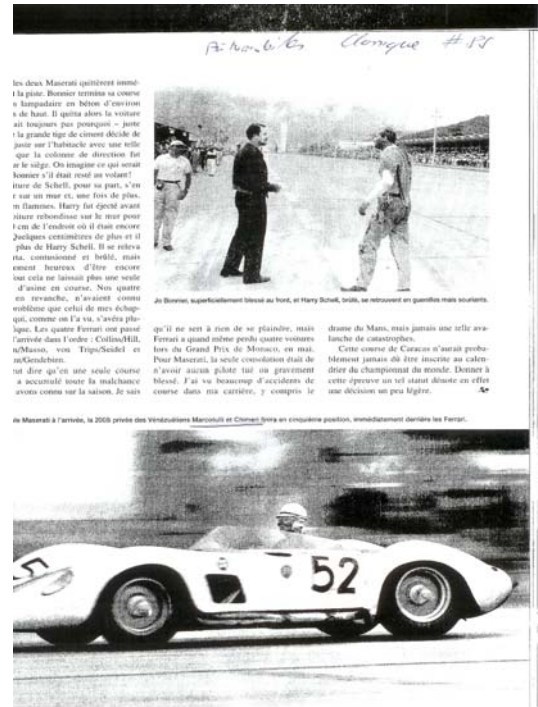 Automobiles Classique #85
les deux Maserati quittèrent immé-
t la piste. Bonnier termina sa course
n lampadaire en béton d'environ
s de haut. Il quitta alors la voiture
ait toujours pas pourquoi – juste
la grande tige de ciment décide de
juste sur l'habitacle avec une telle
que la colonne de direction fut
ar le siège. On imagine ce qui serait
Bonnier s'il était resté au volant!
iture de Schell, pour sa part, s'en
r sur un mur et, une fois de plus,
n flammes. Harry fut éjecté avant
oiture rebondisse sur le mur pour
cm de l'endroit où il était encore
Quelques centimètres de plus et il
plus de Harry Schell. Il se releva
rta, contusionné et brûlé, mais
ement heureux d'être encore
out cela ne laissait plus une seule
d'usine en course. Nos quatre
en revanche, n'avaient connu
problème que celui de mes échap-
qui, comme on l'a vu, s'avéra plu-
ique. Les quatre Ferrari ont passé
l'arrivée dans l'ordre : Collins/Hill,
n/Musso, von Trips/Seidel et
nt/Gendebien.
ut dire qu'en une seule course
a accumulé toute la malchance
avons connu sur la saison. Je sais
Jo Bonnier, superficiellement blessé au front, et Harry Schell, brûlé, se retrouvent en guenilles mais souriants.
qu'il ne sert à rien de se plaindre, mais
Ferrari a quand même perdu quatre voitures
lors du Grand Prix de Monaco, en mai.
Pour Maserati, la seule consolation était de
n'avoir aucun pilote tué ou gravement
blessé. J'ai vu beaucoup d'accidents de
course dans ma carrière, y compris le
drame du Mans, mais jamais une telle ava-
lanche de catastrophes.
Cette course de Caracas n'aurait proba-
blement jamais dû être inscrite au calen-
drier du championnat du monde. Donner à
cette épreuve un tel statut dénote en effet
une décision un peu légère.
le Maserati à l'arrivée, la 200S privée des Vénézuéliens Marcotulli et Chimeri finira en cinquième position, immédiatement derrière les Ferrari.
52